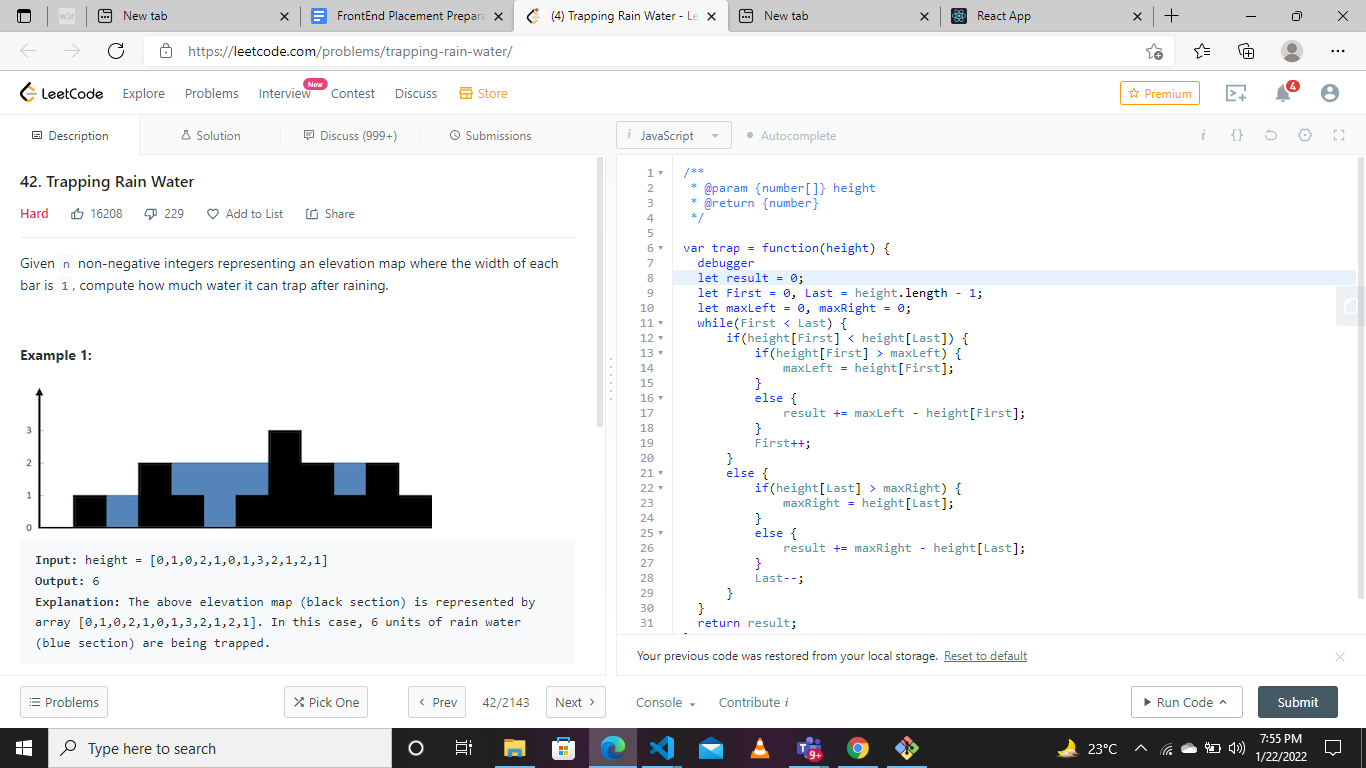 New tab
FrontEnd Placement Prepara
(4) Trapping Rain Water - Le
New tab
React App
https://leetcode.com/problems/trapping-rain-water/
LeetCode
Explore
Problems
Interview
New
Contest
Discuss
Store
Premium
4
Description
Solution
Discuss (999+)
Submissions
i JavaScript
Autocomplete
i {}
42. Trapping Rain Water
Hard
16208
229
Add to List
Share
Given n non-negative integers representing an elevation map where the width of each
bar is 1, compute how much water it can trap after raining.
Example 1:
3
2
1
0
Input: height = [0,1,0,2,1,0,1,3,2,1,2,1]
Output: 6
Explanation: The above elevation map (black section) is represented by
array [0,1,0,2,1,0,1,3,2,1,2,1]. In this case, 6 units of rain water
(blue section) are being trapped.
1 /**
2 * @param {number[]} height
3 * @return {number}
4 */
5
6 var trap = function(height) {
7 debugger
8 let result = 0;
9 let First = 0, Last = height.length - 1;
10 let maxLeft = 0, maxRight = 0;
11 while(First < Last) {
12 if(height[First] < height[Last]) {
13 if(height[First] > maxLeft) {
14 maxLeft = height[First];
15 }
16 else {
17 result += maxLeft - height[First];
18 }
19 First++;
20 }
21 else {
22 if(height[Last] > maxRight) {
23 maxRight = height[Last];
24 }
25 else {
26 result += maxRight - height[Last];
27 }
28 Last--;
29 }
30 }
31 return result;
Your previous code was restored from your local storage. Reset to default
Problems
Pick One
Prev
42/2143
Next
Console
Contribute i
Run Code
Submit
Type here to search
9+
23°C
7:55 PM
1/22/2022